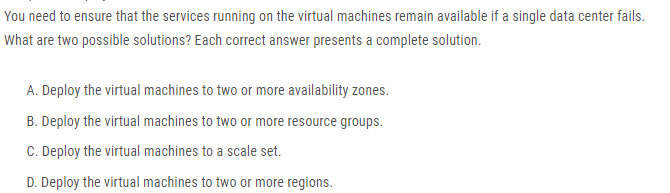 You need to ensure that the services running on the virtual machines remain available if a single data center fails.
What are two possible solutions? Each correct answer presents a complete solution.
A. Deploy the virtual machines to two or more availability zones.
B. Deploy the virtual machines to two or more resource groups.
C. Deploy the virtual machines to a scale set.
D. Deploy the virtual machines to two or more regions.